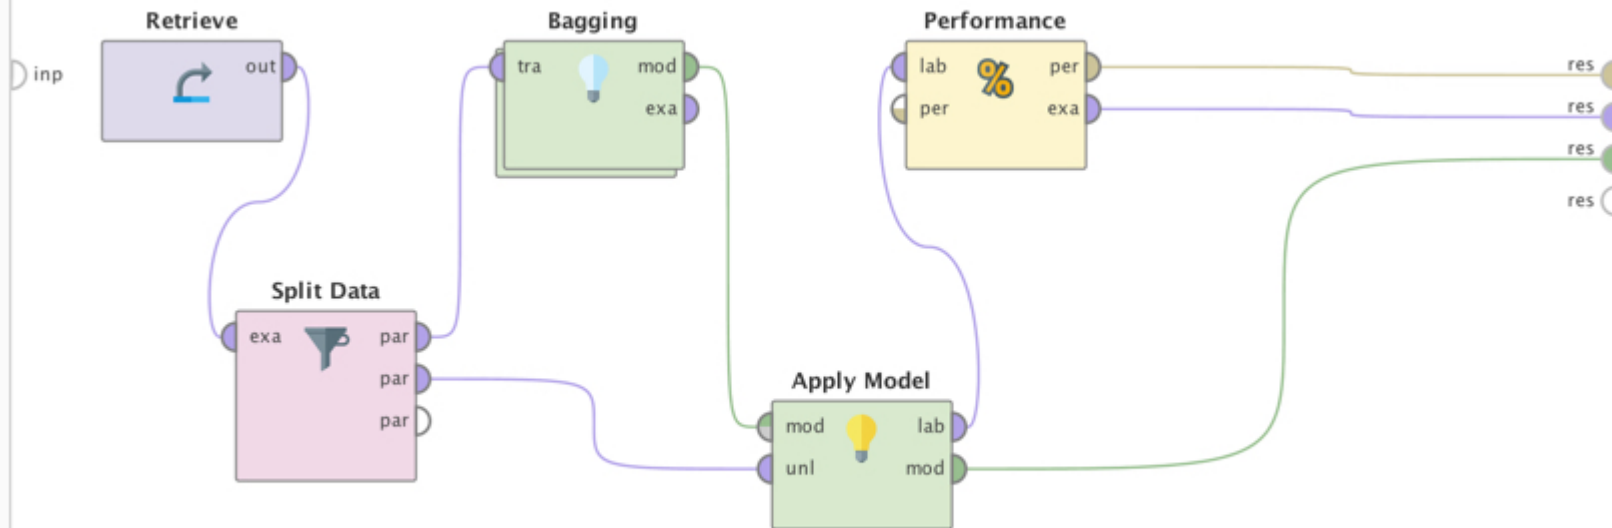 Retrieve
Bagging
Performance
inp
out
tra
mod
exa
lab
per
%
per
exa
res
res
res
res
Split Data
exa
par
par
par
Apply Model
mod
lab
unl
mod